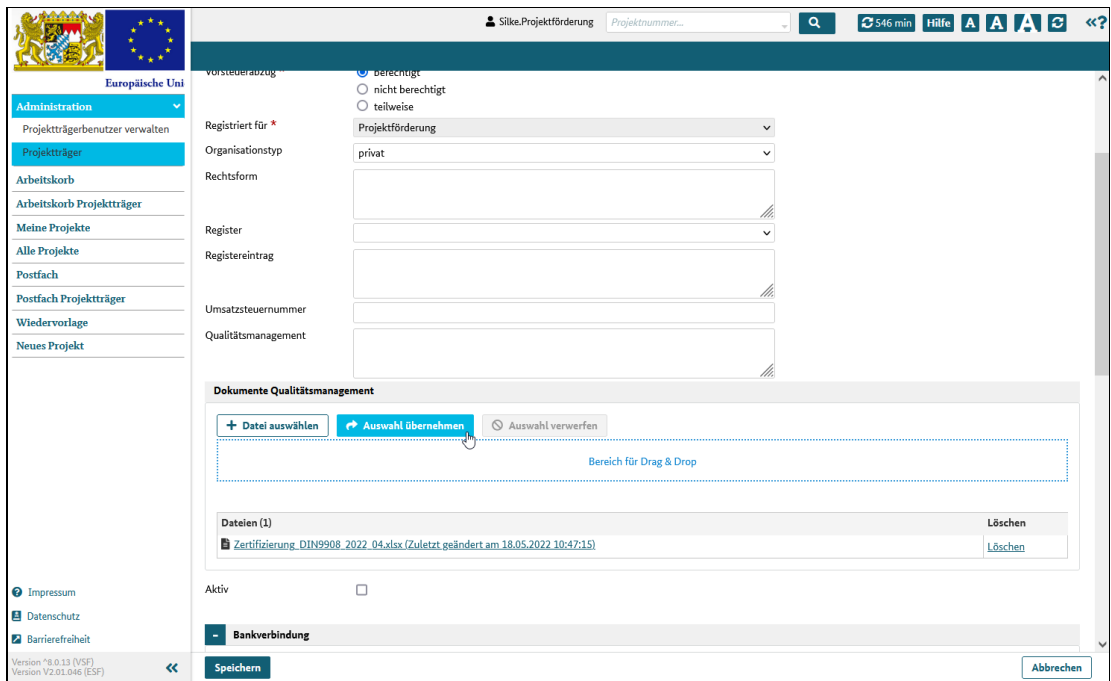 Silke.Projektförderung Projektnummer... 546 min Hilfe A A A «?
Europäische Uni
Administration
Projektträgerbenutzer verwalten
Projektträger
Arbeitskorb
Arbeitskorb Projektträger
Meine Projekte
Alle Projekte
Postfach
Postfach Projektträger
Wiedervorlage
Neues Projekt
Impressum
Datenschutz
Barrierefreiheit
Version ^8.0.13 (VSF)
Version V2.01.046 (ESF)
Vorsteuerabzug * berechtigt
nicht berechtigt
teilweise
Registriert für * Projektförderung
Organisationstyp privat
Rechtsform
Register
Registereintrag
Umsatzsteuernummer
Qualitätsmanagement
Dokumente Qualitätsmanagement
+ Datei auswählen Auswahl übernehmen Auswahl verwerfen
Bereich für Drag & Drop
Dateien (1) Löschen
Zertifizierung_DIN9908_2022_04.xlsx (Zuletzt geändert am 18.05.2022 10:47:15) Löschen
Aktiv
- Bankverbindung
Speichern Abbrechen